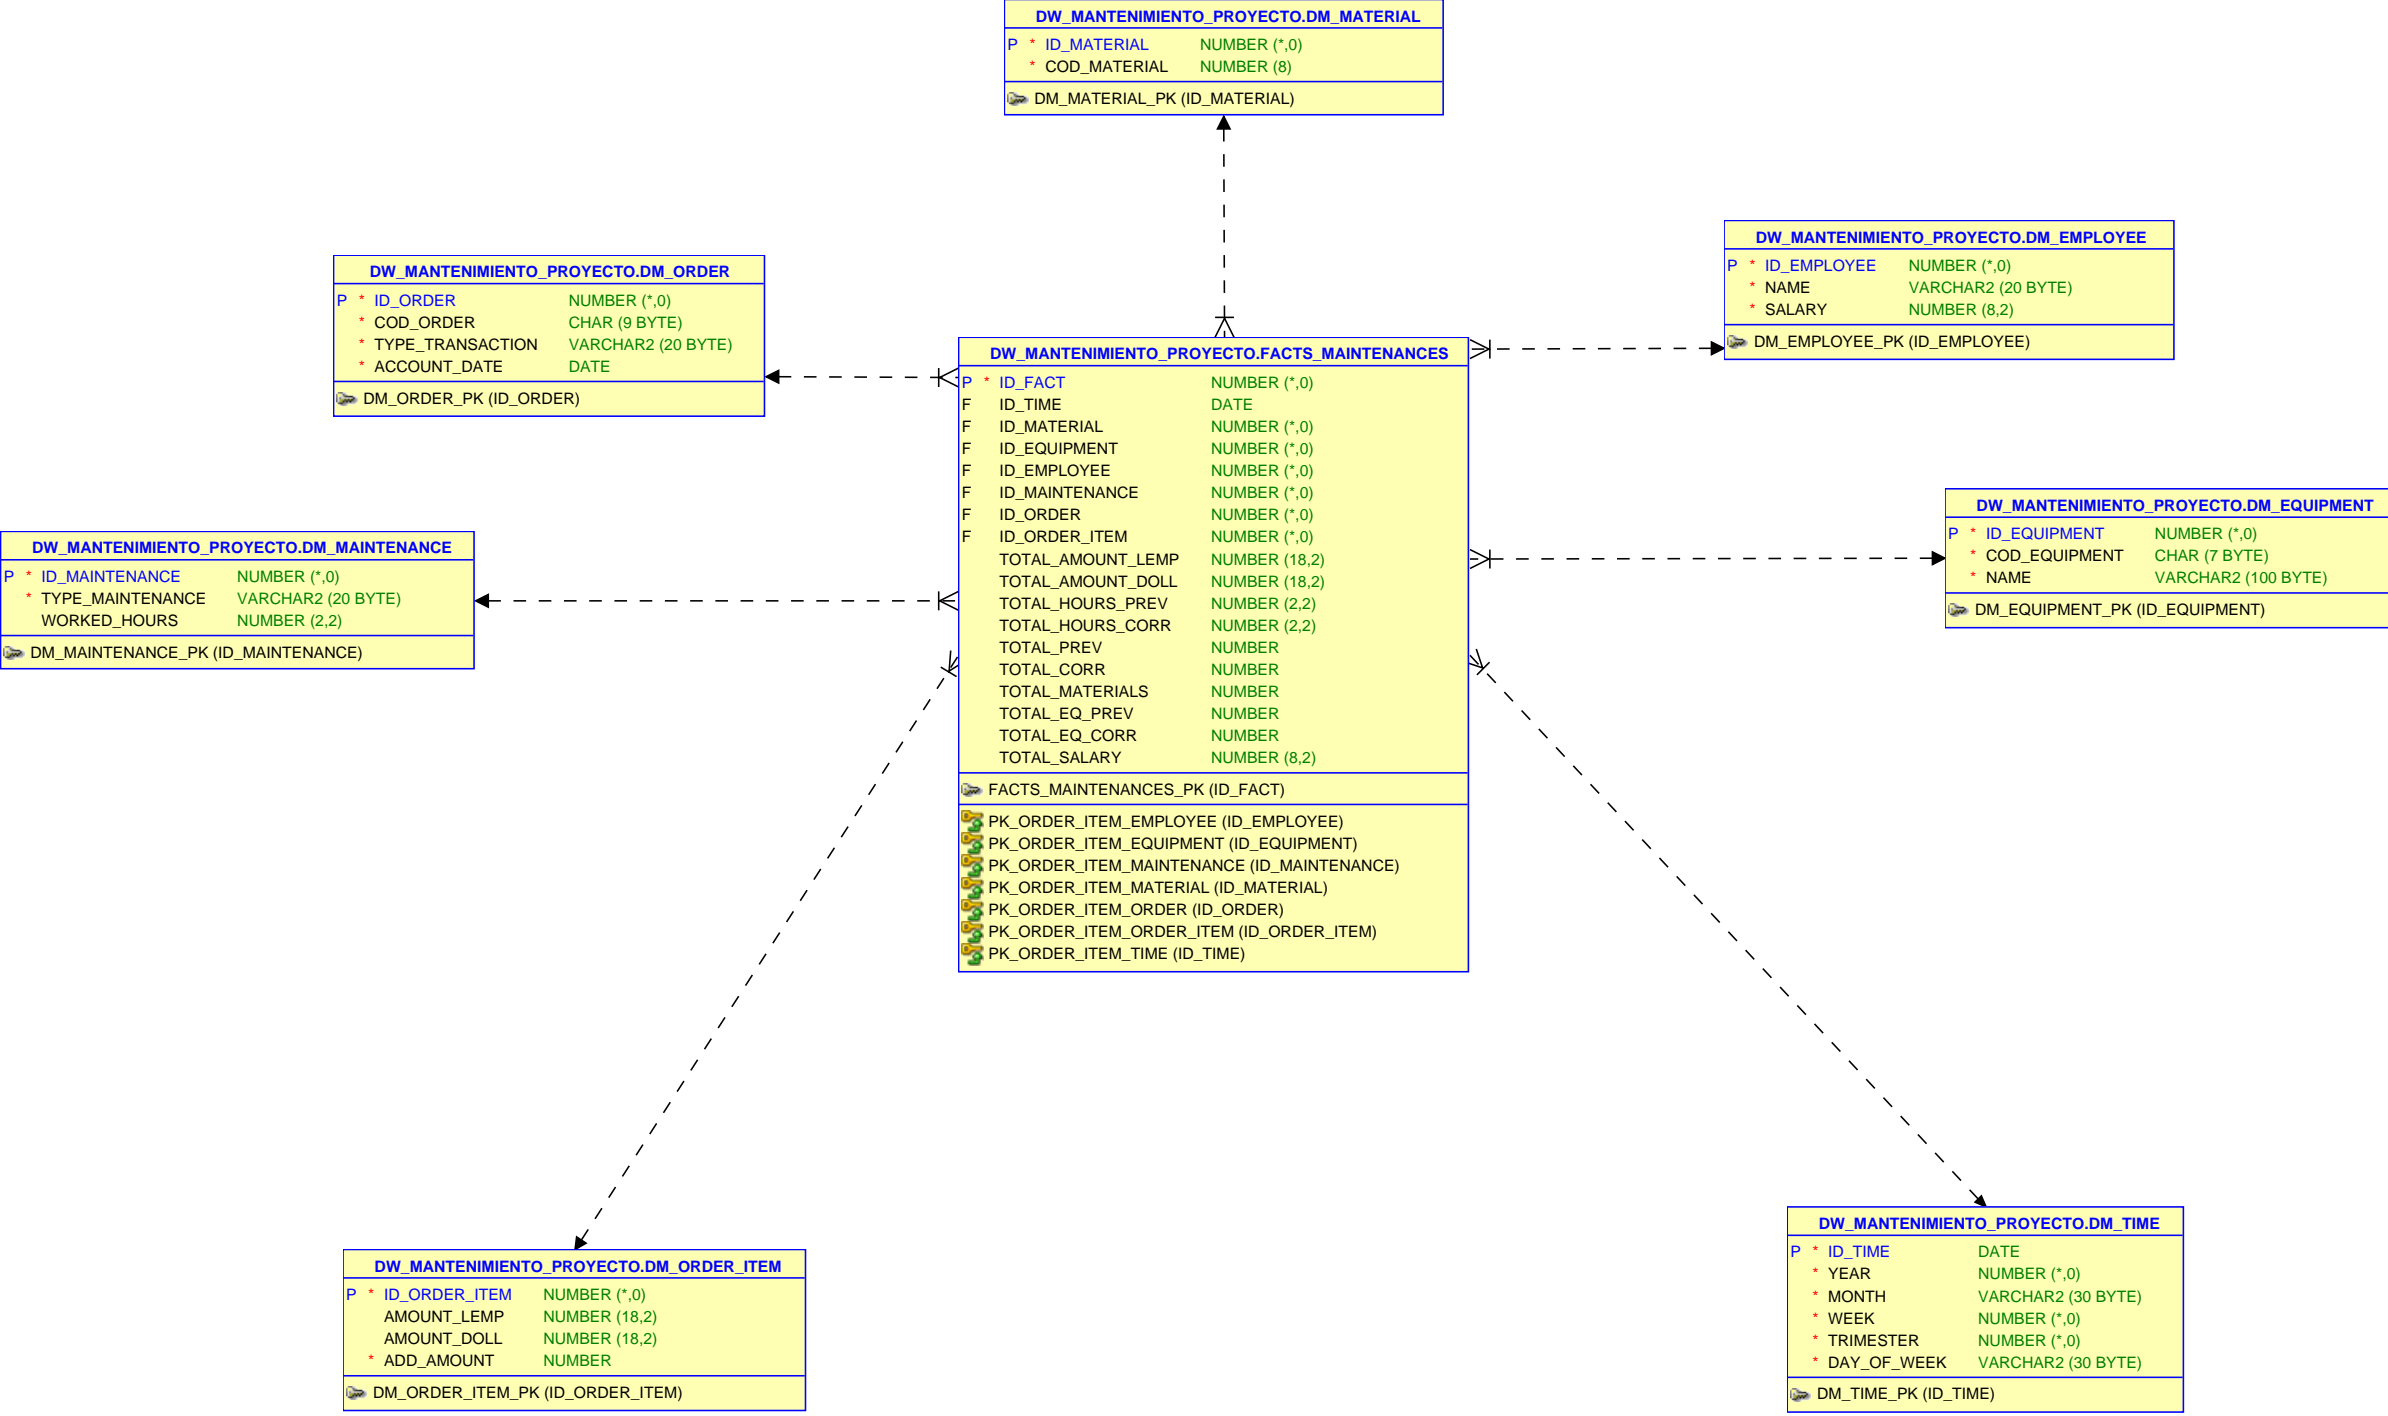 DW_MANTENIMIENTO_PROYECTO.DM_MATERIAL
P * ID_MATERIAL NUMBER (*,0)
* COD_MATERIAL NUMBER (8)
DM_MATERIAL_PK (ID_MATERIAL)
DW_MANTENIMIENTO_PROYECTO.DM_EMPLOYEE
P * ID_EMPLOYEE NUMBER (*,0)
* NAME VARCHAR2 (20 BYTE)
* SALARY NUMBER (8,2)
DM_EMPLOYEE_PK (ID_EMPLOYEE)
DW_MANTENIMIENTO_PROYECTO.DM_ORDER
P * ID_ORDER NUMBER (*,0)
* COD_ORDER CHAR (9 BYTE)
* TYPE_TRANSACTION VARCHAR2 (20 BYTE)
* ACCOUNT_DATE DATE
DM_ORDER_PK (ID_ORDER)
DW_MANTENIMIENTO_PROYECTO.FACTS_MAINTENANCES
P * ID_FACT NUMBER (*,0)
F ID_TIME DATE
F ID_MATERIAL NUMBER (*,0)
F ID_EQUIPMENT NUMBER (*,0)
F ID_EMPLOYEE NUMBER (*,0)
F ID_MAINTENANCE NUMBER (*,0)
F ID_ORDER NUMBER (*,0)
F ID_ORDER_ITEM NUMBER (*,0)
TOTAL_AMOUNT_LEMP NUMBER (18,2)
TOTAL_AMOUNT_DOLL NUMBER (18,2)
TOTAL_HOURS_PREV NUMBER (2,2)
TOTAL_HOURS_CORR NUMBER (2,2)
TOTAL_PREV NUMBER
TOTAL_CORR NUMBER
TOTAL_MATERIALS NUMBER
TOTAL_EQ_PREV NUMBER
TOTAL_EQ_CORR NUMBER
TOTAL_SALARY NUMBER (8,2)
FACTS_MAINTENANCES_PK (ID_FACT)
PK_ORDER_ITEM_EMPLOYEE (ID_EMPLOYEE)
PK_ORDER_ITEM_EQUIPMENT (ID_EQUIPMENT)
PK_ORDER_ITEM_MAINTENANCE (ID_MAINTENANCE)
PK_ORDER_ITEM_MATERIAL (ID_MATERIAL)
PK_ORDER_ITEM_ORDER (ID_ORDER)
PK_ORDER_ITEM_ORDER_ITEM (ID_ORDER_ITEM)
PK_ORDER_ITEM_TIME (ID_TIME)
DW_MANTENIMIENTO_PROYECTO.DM_EQUIPMENT
P * ID_EQUIPMENT NUMBER (*,0)
* COD_EQUIPMENT CHAR (7 BYTE)
* NAME VARCHAR2 (100 BYTE)
DM_EQUIPMENT_PK (ID_EQUIPMENT)
DW_MANTENIMIENTO_PROYECTO.DM_MAINTENANCE
P * ID_MAINTENANCE NUMBER (*,0)
* TYPE_MAINTENANCE VARCHAR2 (20 BYTE)
WORKED_HOURS NUMBER (2,2)
DM_MAINTENANCE_PK (ID_MAINTENANCE)
DW_MANTENIMIENTO_PROYECTO.DM_ORDER_ITEM
P * ID_ORDER_ITEM NUMBER (*,0)
AMOUNT_LEMP NUMBER (18,2)
AMOUNT_DOLL NUMBER (18,2)
* ADD_AMOUNT NUMBER
DM_ORDER_ITEM_PK (ID_ORDER_ITEM)
DW_MANTENIMIENTO_PROYECTO.DM_TIME
P * ID_TIME DATE
* YEAR NUMBER (*,0)
* MONTH VARCHAR2 (30 BYTE)
* WEEK NUMBER (*,0)
* TRIMESTER NUMBER (*,0)
* DAY_OF_WEEK VARCHAR2 (30 BYTE)
DM_TIME_PK (ID_TIME)